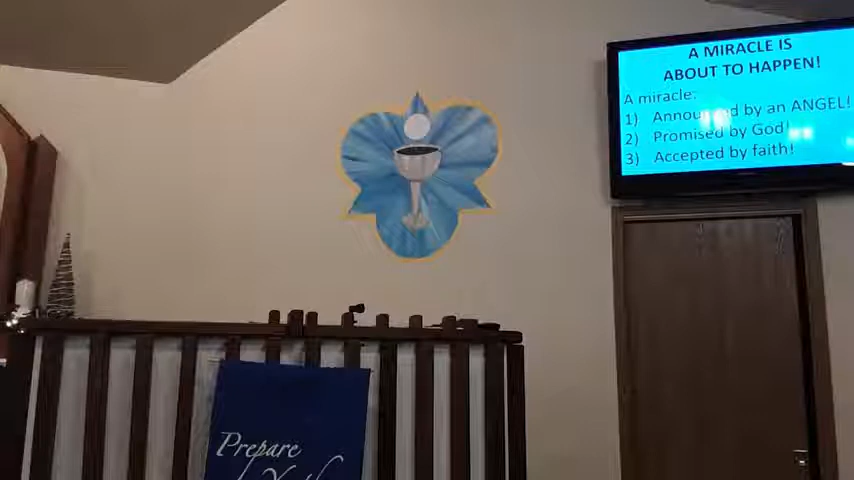 A MIRACLE IS
ABOUT TO HAPPEN!
A miracle:
1) Announced by an ANGEL!
2) Promised by God!
3) Accepted by faith!
Prepare